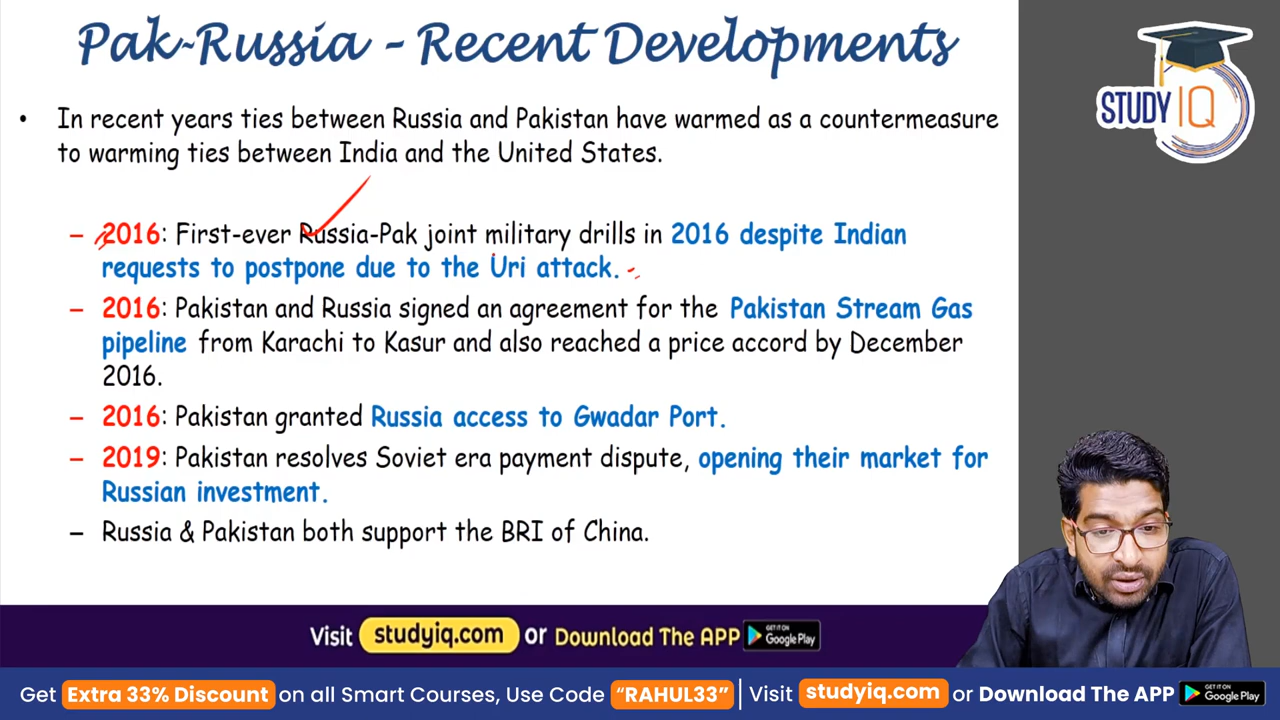 Pak-Russia - Recent Developments
STUDY IQ
• In recent years ties between Russia and Pakistan have warmed as a countermeasure
to warming ties between India and the United States.
– 2016: First-ever Russia-Pak joint military drills in 2016 despite Indian
requests to postpone due to the Uri attack.
– 2016: Pakistan and Russia signed an agreement for the Pakistan Stream Gas
pipeline from Karachi to Kasur and also reached a price accord by December
2016.
– 2016: Pakistan granted Russia access to Gwadar Port.
– 2019: Pakistan resolves Soviet era payment dispute, opening their market for
Russian investment.
– Russia & Pakistan both support the BRI of China.
Visit studyiq.com or Download The APP GET IT ON Google Play
Get Extra 33% Discount on all Smart Courses, Use Code “RAHUL33” | Visit studyiq.com or Download The APP GET IT ON Google Play